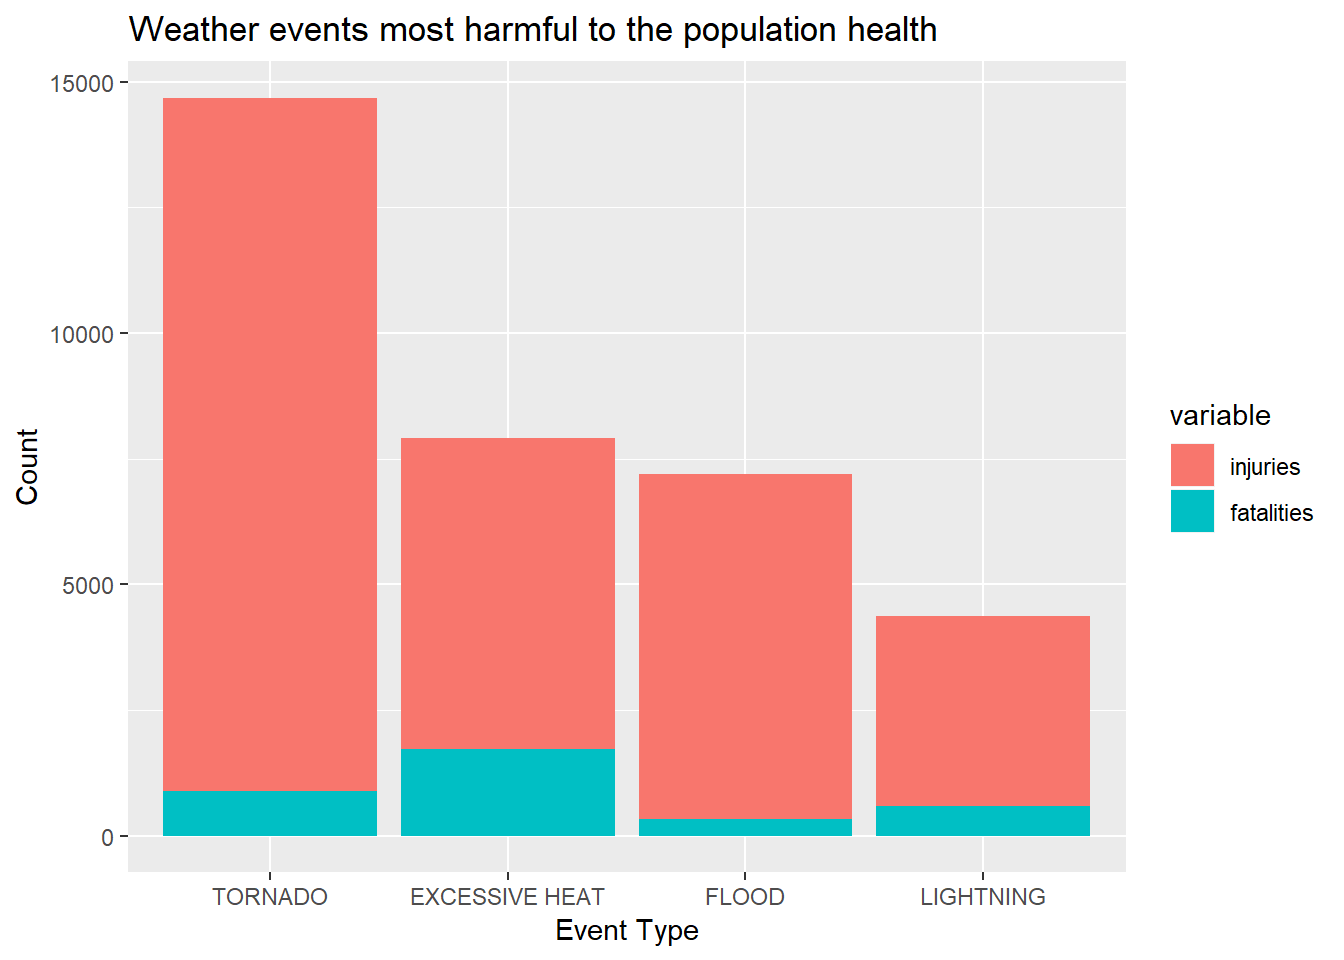 Weather events most harmful to the population health
15000
10000
5000
0
Count
TORNADO
EXCESSIVE HEAT
FLOOD
LIGHTNING
Event Type
variable
injuries
fatalities